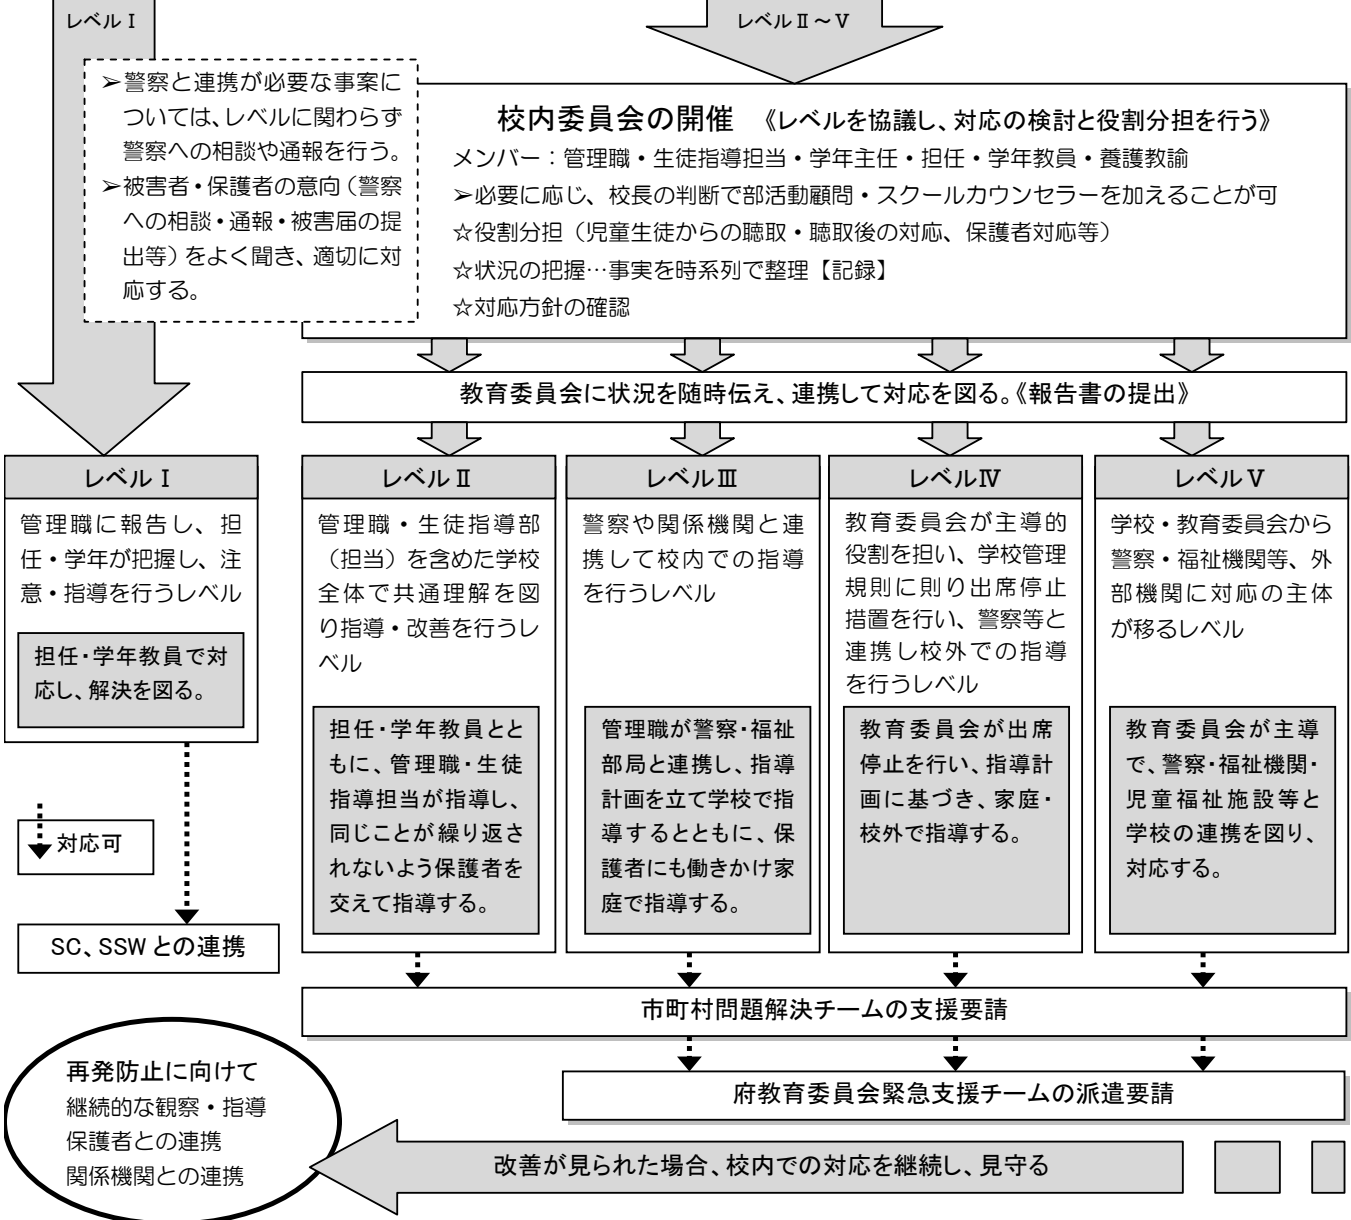 レベルⅠ
レベルⅡ～Ⅴ
➢警察と連携が必要な事案に
ついては、レベルに関わらず
警察への相談や通報を行う。
➢被害者・保護者の意向（警察
への相談・通報・被害届の提
出等）をよく聞き、適切に対
応する。
校内委員会の開催　《レベルを協議し、対応の検討と役割分担を行う》
メンバー：管理職・生徒指導担当・学年主任・担任・学年教員・養護教諭
➢必要に応じ、校長の判断で部活動顧問・スクールカウンセラーを加えることが可
☆役割分担（児童生徒からの聴取・聴取後の対応、保護者対応等）
☆状況の把握…事実を時系列で整理【記録】
☆対応方針の確認
教育委員会に状況を随時伝え、連携して対応を図る。《報告書の提出》
レベルⅠ
管理職に報告し、担
任・学年が把握し、注
意・指導を行うレベル
担任・学年教員で対
応し、解決を図る。
対応可
SC、SSWとの連携
レベルⅡ
管理職・生徒指導部
（担当）を含めた学校
全体で共通理解を図
り指導・改善を行うレ
ベル
担任・学年教員とと
もに、管理職・生徒
指導担当が指導し、
同じことが繰り返さ
れないよう保護者を
交えて指導する。
レベルⅢ
警察や関係機関と連
携して校内での指導
を行うレベル
管理職が警察・福祉
部局と連携し、指導
計画を立て学校で指
導するとともに、保
護者にも働きかけ家
庭で指導する。
レベルⅣ
教育委員会が主導的
役割を担い、学校管理
規則に則り出席停止
措置を行い、警察等と
連携し校外での指導
を行うレベル
教育委員会が出席
停止を行い、指導計
画に基づき、家庭・
校外で指導する。
レベルⅤ
学校・教育委員会から
警察・福祉機関等、外
部機関に対応の主体
が移るレベル
教育委員会が主導
で、警察・福祉機関・
児童福祉施設等と
学校の連携を図り、
対応する。
市町村問題解決チームの支援要請
府教育委員会緊急支援チームの派遣要請
再発防止に向けて
継続的な観察・指導
保護者との連携
関係機関との連携
改善が見られた場合、校内での対応を継続し、見守る